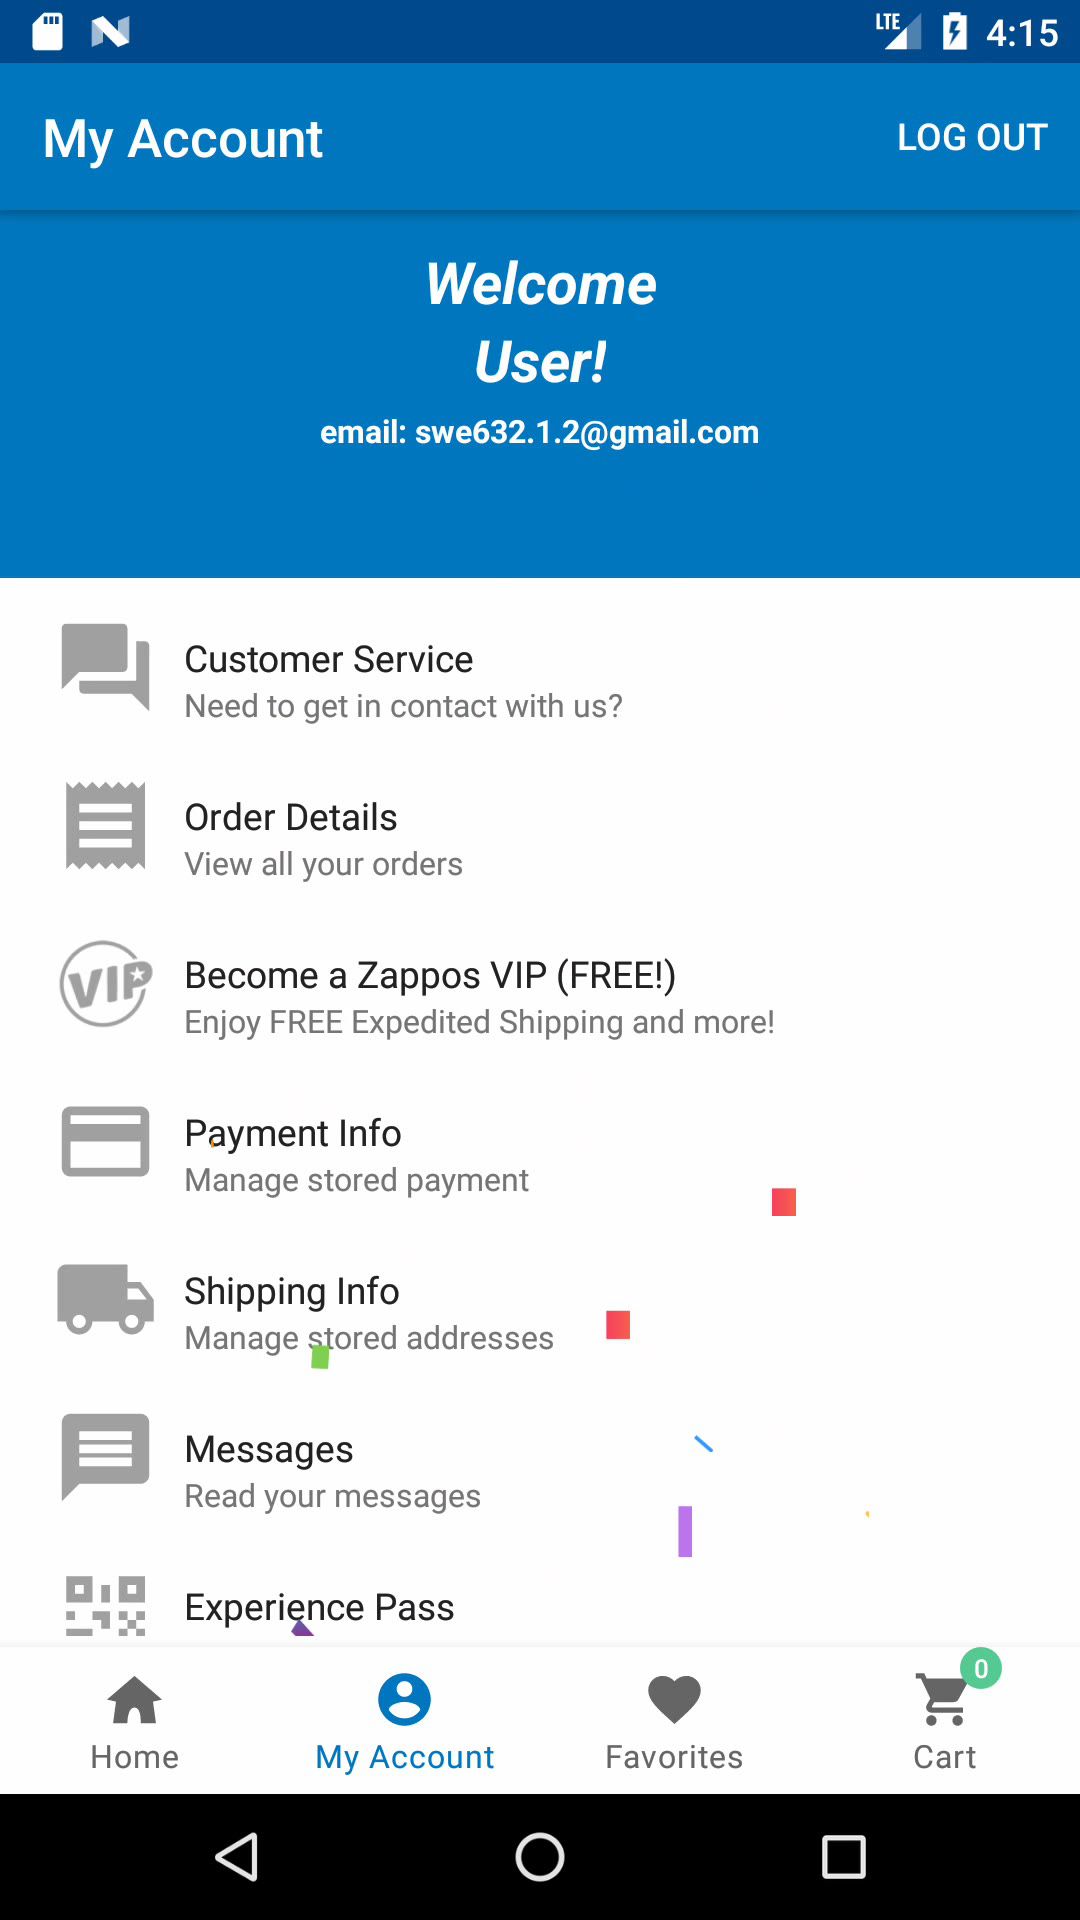 LTE 4:15
My Account LOG OUT
Welcome
User!
email: swe632.1.2@gmail.com
Customer Service
Need to get in contact with us?
Order Details
View all your orders
VIP
Become a Zappos VIP (FREE!)
Enjoy FREE Expedited Shipping and more!
Payment Info
Manage stored payment
Shipping Info
Manage stored addresses
Messages
Read your messages
Experience Pass
0
Home My Account Favorites Cart